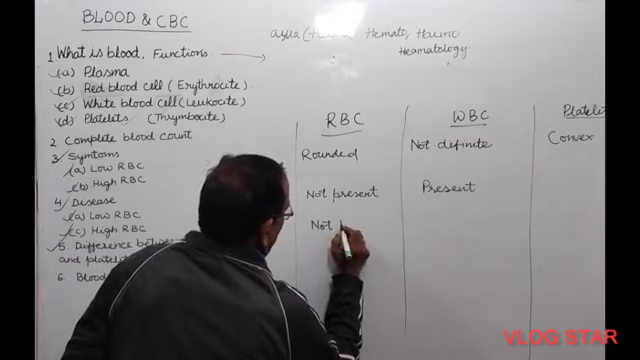 BLOOD & CBC
1 What is blood, Functions
(a) Plasma
(b) Red blood cell (Erythrocite)
(c) White blood cell (Leukocite)
(d) Platelets (Thrymbocite)
2 Complete blood count
3 Symtoms
(a) Low RBC
(b) High RBC
4 Disease
(a) Low RBC
(c) High RBC
5. Difference
and platel
6. Blood
Hemato, Haemo
Heamatology
RBC
WBC
Rounded
Not definite
Convex
Not present
Present
Not
VLOG STAR